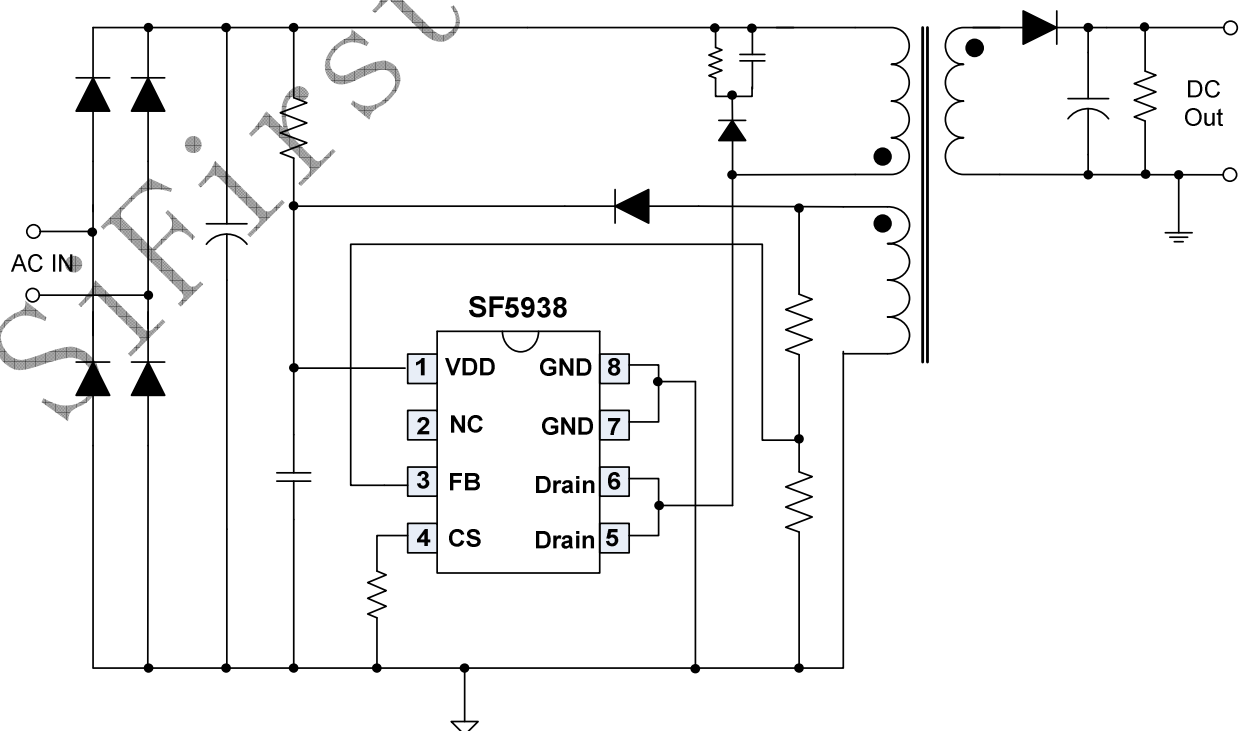 SiFirst
DC
Out
AC IN
SF5938
1 VDD GND 8
2 NC GND 7
3 FB Drain 6
4 CS Drain 5